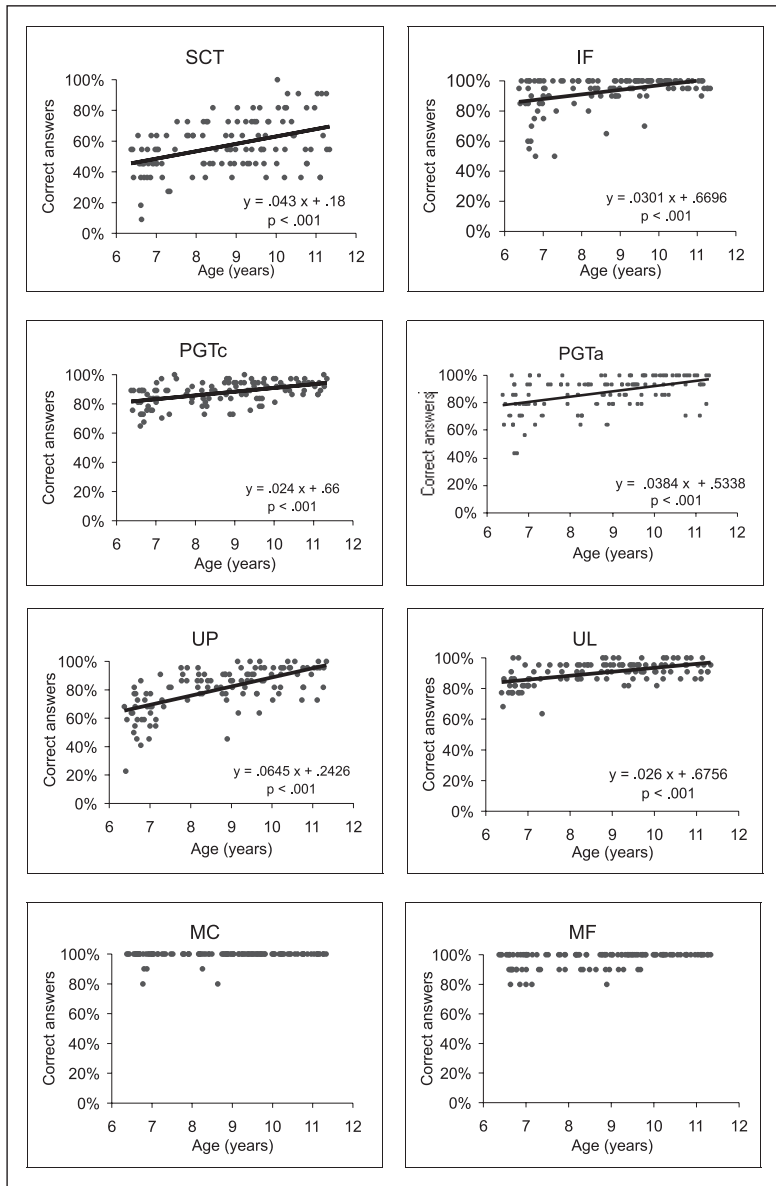 SCT
100%
80%
60%
40%
20%
0%
Correct answers
y = .043 x + .18
p < .001
6 7 8 9 10 11 12
Age (years)
IF
100%
80%
60%
40%
20%
0%
Correct answers
y = .0301 x + .6696
p < .001
6 7 8 9 10 11 12
Age (years)
PGTc
100%
80%
60%
40%
20%
0%
Correct answers
y = .024 x + .66
p < .001
6 7 8 9 10 11 12
Age (years)
PGTa
100%
80%
60%
40%
20%
0%
Correct answers
y = .0384 x + .5338
p < .001
6 7 8 9 10 11 12
Age (years)
UP
100%
80%
60%
40%
20%
0%
Correct answers
y = .0645 x + .2426
p < .001
6 7 8 9 10 11 12
Age (years)
UL
100%
80%
60%
40%
20%
0%
Correct answres
y = .026 x + .6756
p < .001
6 7 8 9 10 11 12
Age (years)
MC
100%
80%
60%
40%
20%
0%
Correct answers
6 7 8 9 10 11 12
Age (years)
MF
100%
80%
60%
40%
20%
0%
Correct answers
6 7 8 9 10 11 12
Age (years)